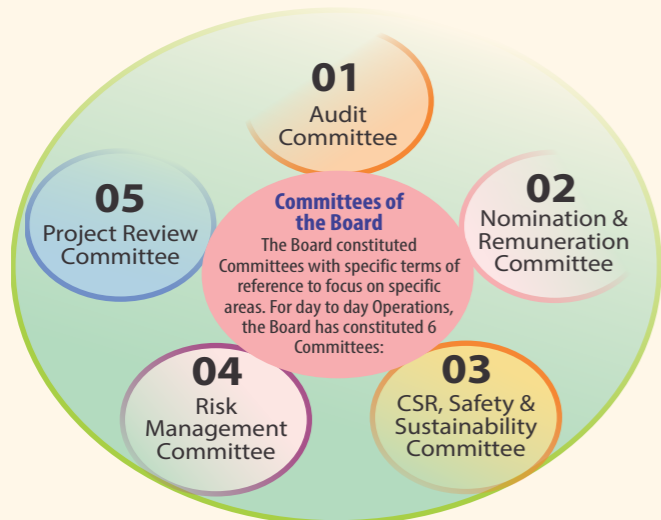 01
Audit
Committee
02
Nomination &
Remuneration
Committee
03
CSR, Safety &
Sustainability
Committee
04
Risk
Management
Committee
05
Project Review
Committee
Committees of
the Board
The Board constituted
Committees with specific terms of
reference to focus on specific
areas. For day to day Operations,
the Board has constituted 6
Committees: